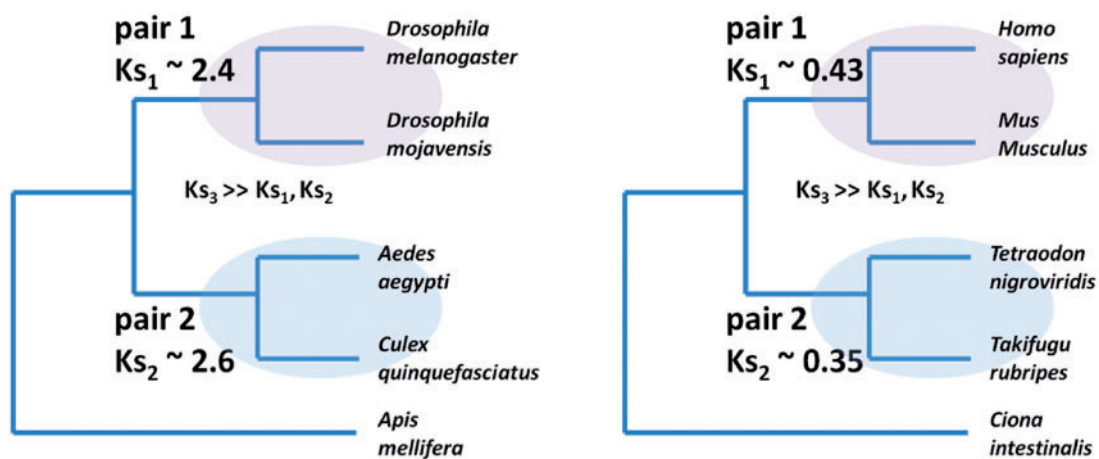 pair 1
Ks₁ ~ 2.4
Drosophila
melanogaster
Drosophila
mojavensis
Ks₃ >> Ks₁, Ks₂
Aedes
aegypti
pair 2
Ks₂ ~ 2.6
Culex
quinquefasciatus
Apis
mellifera
pair 1
Ks₁ ~ 0.43
Homo
sapiens
Mus
Musculus
Ks₃ >> Ks₁, Ks₂
Tetraodon
nigroviridis
pair 2
Ks₂ ~ 0.35
Takifugu
rubripes
Ciona
intestinalis